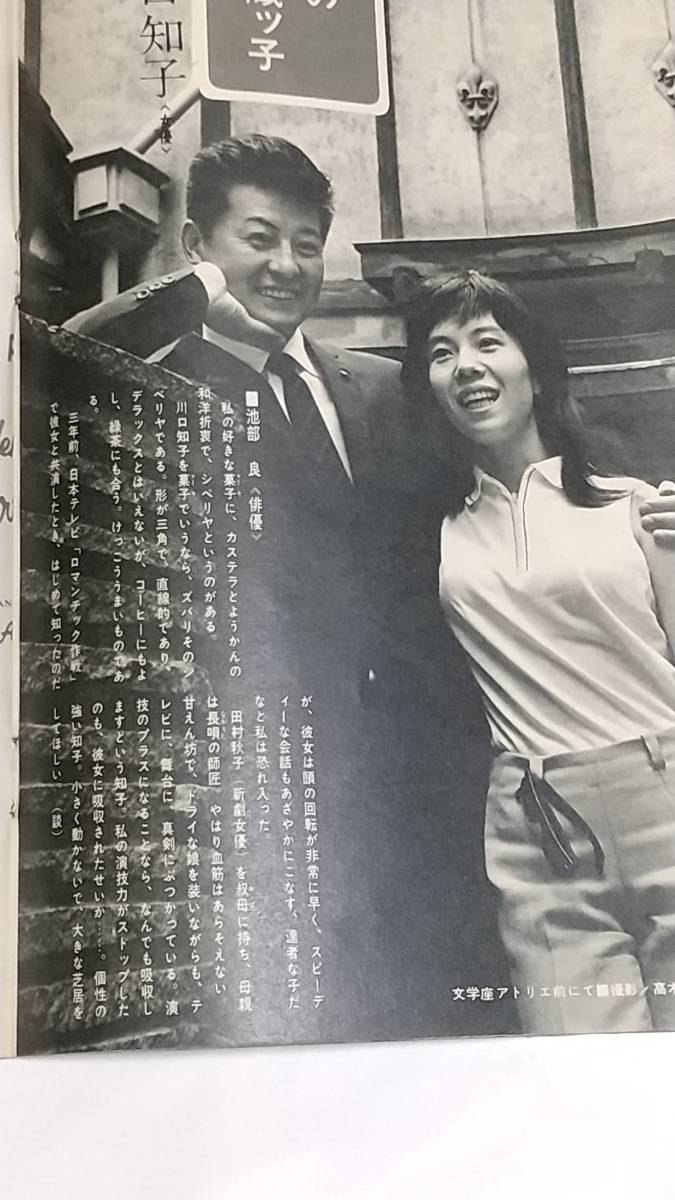 の
蔵ッ子
口知子〈女優〉
■池部 良〈俳優〉
私の好きな菓子に、カステラとようかんの
和洋折衷で、シベリヤというのがある。
川口知子を菓子でいうなら、ズバリそのシ
ベリヤである。形が三角で、直線的であり、
デラックスとはいえないが、コーヒーにもよ
し、緑茶にも合う。けっこううまいものであ
る。
三年前、日本テレビ「ロマンチック作戦」
で彼女と共演したとき、はじめて知ったのだ
が、彼女は頭の回転が非常に早く、スピーデ
ィーな会話もあざやかにこなす。達者な子だ
なと私は恐れ入った。
田村秋子（新劇女優）を叔母に持ち、母親
は長唄の師匠 やはり血筋はあらそえない
甘えん坊で、ドライな娘を装いながらも、テ
レビに、舞台に 真剣にぶつかっている。演
技のプラスになることなら、なんでも吸収し
ますという知子。私の演技力がストップした
のも、彼女に吸収されたせいか……。個性の
強い知子。小さく動かないで、大きな芝居を
してほしい （談）
文学座アトリエ前にて■撮影／高木